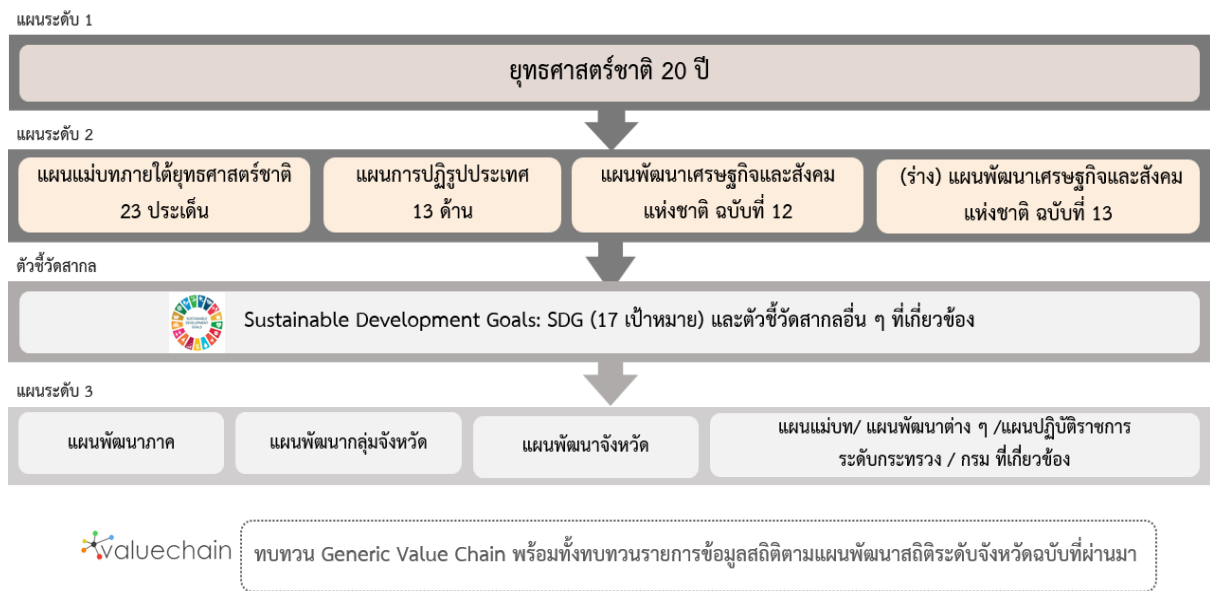 แผนระดับ 1
ยุทธศาสตร์ชาติ 20 ปี
แผนระดับ 2
แผนแม่บทภายใต้ยุทธศาสตร์ชาติ
23 ประเด็น
แผนการปฏิรูปประเทศ
13 ด้าน
แผนพัฒนาเศรษฐกิจและสังคม
แห่งชาติ ฉบับที่ 12
(ร่าง) แผนพัฒนาเศรษฐกิจและสังคม
แห่งชาติ ฉบับที่ 13
ตัวชี้วัดสากล
SUSTAINABLE
DEVELOPMENT
GOALS
Sustainable Development Goals: SDG (17 เป้าหมาย) และตัวชี้วัดสากลอื่น ๆ ที่เกี่ยวข้อง
แผนระดับ 3
แผนพัฒนาภาค
แผนพัฒนากลุ่มจังหวัด
แผนพัฒนาจังหวัด
แผนแม่บท/ แผนพัฒนาต่าง ๆ /แผนปฏิบัติราชการ
ระดับกระทรวง / กรม ที่เกี่ยวข้อง
valuechain
ทบทวน Generic Value Chain พร้อมทั้งทบทวนรายการข้อมูลสถิติตามแผนพัฒนาสถิติระดับจังหวัดฉบับที่ผ่านมา